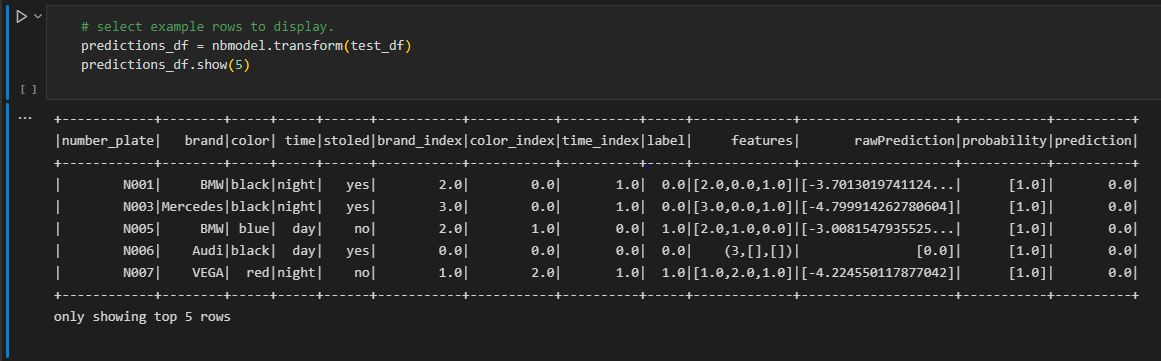 # select example rows to display.
predictions_df = nbmodel.transform(test_df)
predictions_df.show(5)
[ ]
...
+------------+--------+-----+-----+------+-----------+-----------+----------+-----+-------------+--------------------+-----------+----------+
|number_plate|   brand|color| time|stoled|brand_index|color_index|time_index|label|     features|       rawPrediction|probability|prediction|
+------------+--------+-----+-----+------+-----------+-----------+----------+-----+-------------+--------------------+-----------+----------+
|        N001|     BMW|black|night|   yes|        2.0|        0.0|       1.0|  0.0|[2.0,0.0,1.0]|[-3.7013019741124...|      [1.0]|       0.0|
|        N003|Mercedes|black|night|   yes|        3.0|        0.0|       1.0|  0.0|[3.0,0.0,1.0]|[-4.799914262780604]|      [1.0]|       0.0|
|        N005|     BMW| blue|  day|    no|        2.0|        1.0|       0.0|  1.0|[2.0,1.0,0.0]|[-3.0081547935525...|      [1.0]|       0.0|
|        N006|    Audi|black|  day|   yes|        0.0|        0.0|       0.0|  0.0|    (3,[],[])|               [0.0]|      [1.0]|       0.0|
|        N007|    VEGA|  red|night|    no|        1.0|        2.0|       1.0|  1.0|[1.0,2.0,1.0]|[-4.224550117877042]|      [1.0]|       0.0|
+------------+--------+-----+-----+------+-----------+-----------+----------+-----+-------------+--------------------+-----------+----------+
only showing top 5 rows